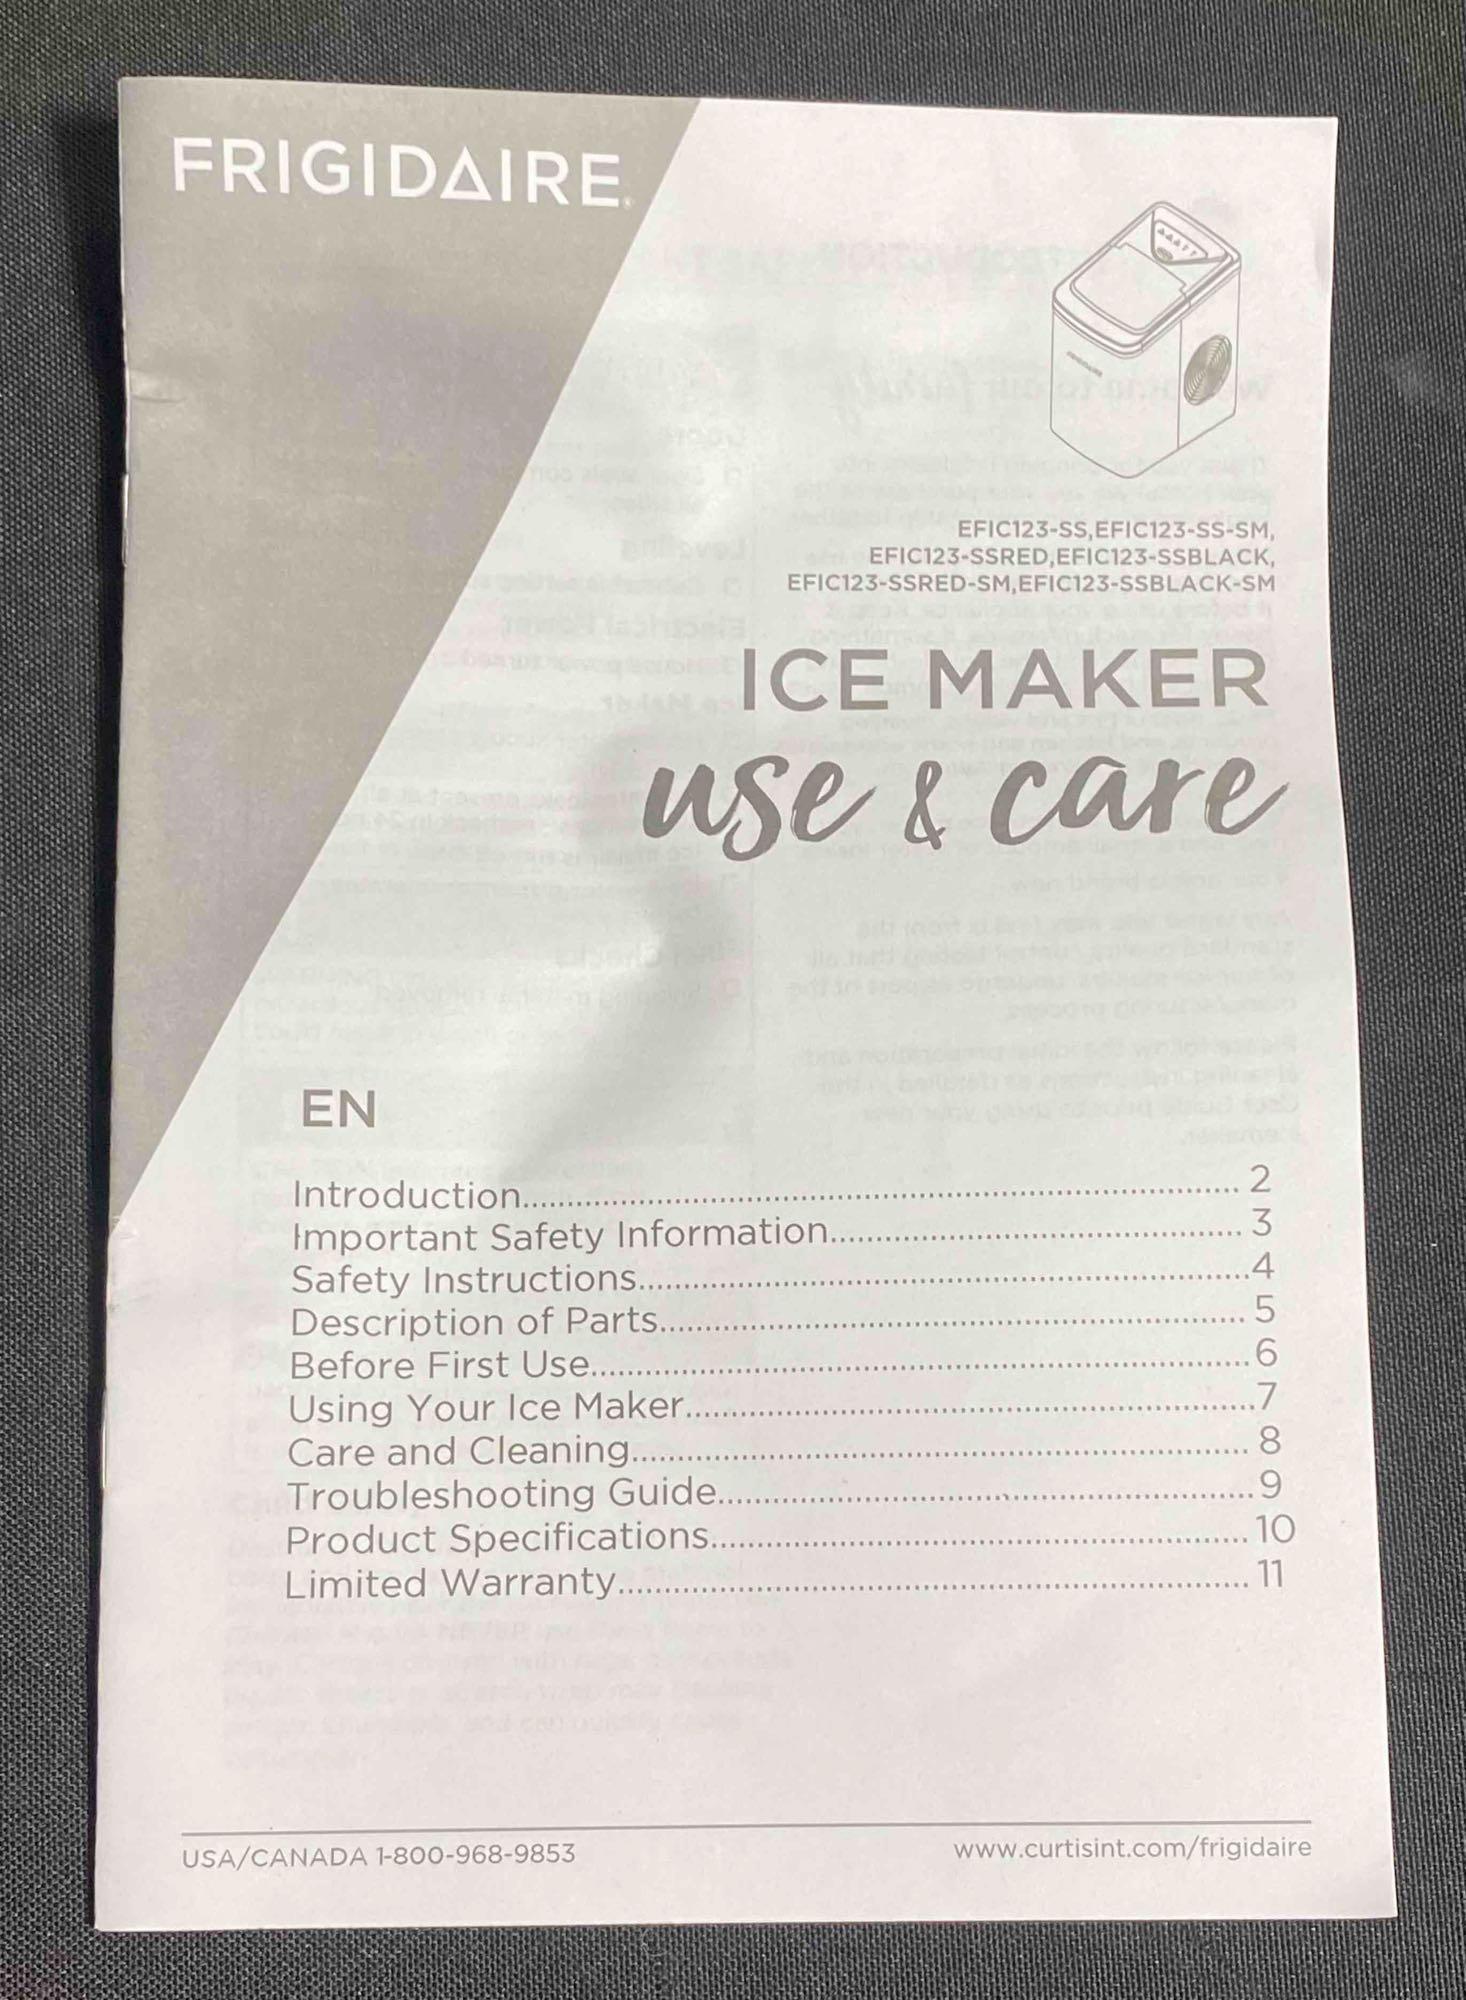 FRIGIDAIRE®
EFIC123-SS,EFIC123-SS-SM,
EFIC123-SSRED,EFIC123-SSBLACK,
EFIC123-SSRED-SM,EFIC123-SSBLACK-SM
ICE MAKER
use & care
EN
Introduction.......... 2
Important Safety Information.......... 3
Safety Instructions..........4
Description of Parts.......... 5
Before First Use..........6
Using Your Ice Maker..........7
Care and Cleaning.......... 8
Troubleshooting Guide..........9
Product Specifications.......... 10
Limited Warranty.......... 11
USA/CANADA 1-800-968-9853
www.curtisint.com/frigidaire